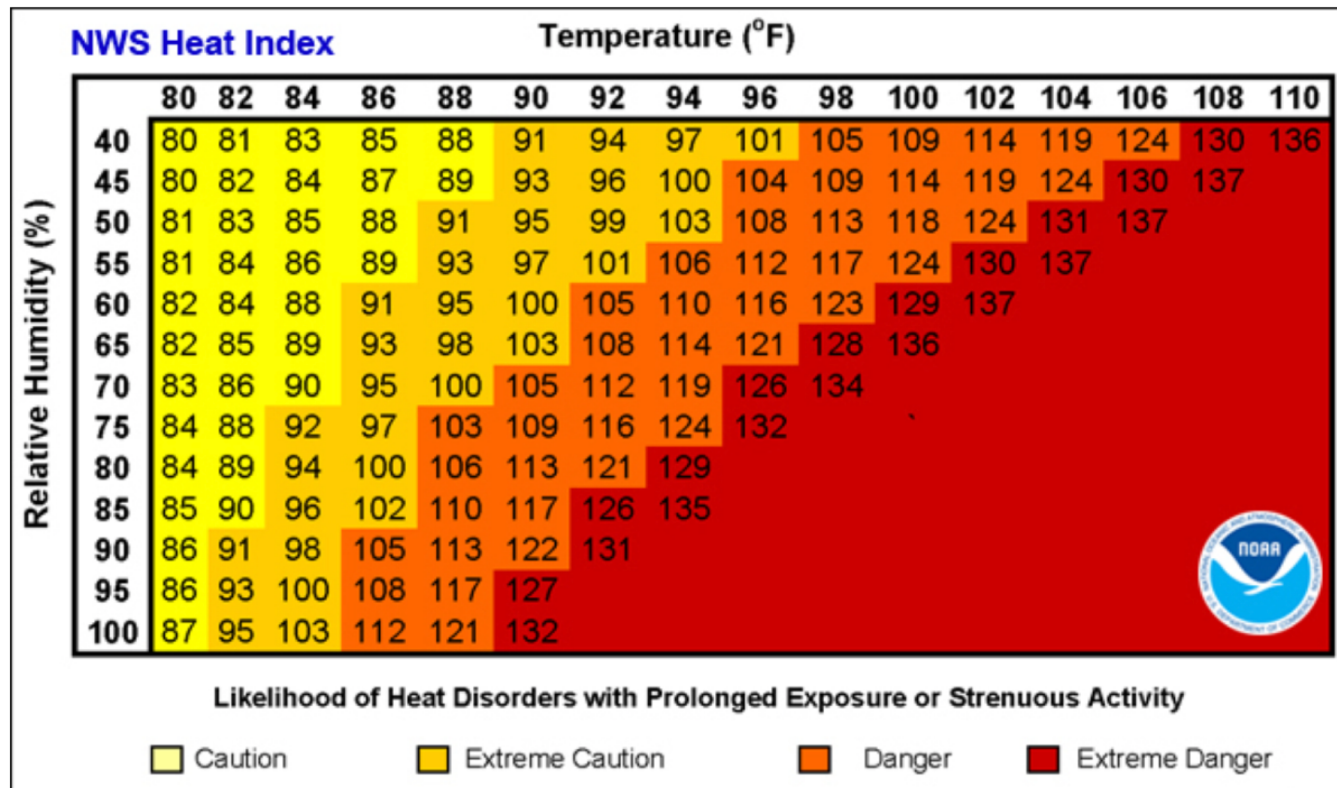 NWS Heat Index
Temperature (°F)
80 82 84 86 88 90 92 94 96 98 100 102 104 106 108 110
Relative Humidity (%)
40 80 81 83 85 88 91 94 97 101 105 109 114 119 124 130 136
45 80 82 84 87 89 93 96 100 104 109 114 119 124 130 137
50 81 83 85 88 91 95 99 103 108 113 118 124 131 137
55 81 84 86 89 93 97 101 106 112 117 124 130 137
60 82 84 88 91 95 100 105 110 116 123 129 137
65 82 85 89 93 98 103 108 114 121 128 136
70 83 86 90 95 100 105 112 119 126 134
75 84 88 92 97 103 109 116 124 132
80 84 89 94 100 106 113 121 129
85 85 90 96 102 110 117 126 135
90 86 91 98 105 113 122 131
95 86 93 100 108 117 127
100 87 95 103 112 121 132
NOAA
NATIONAL OCEANIC AND ATMOSPHERIC ADMINISTRATION
U.S. DEPARTMENT OF COMMERCE
Likelihood of Heat Disorders with Prolonged Exposure or Strenuous Activity
Caution
Extreme Caution
Danger
Extreme Danger